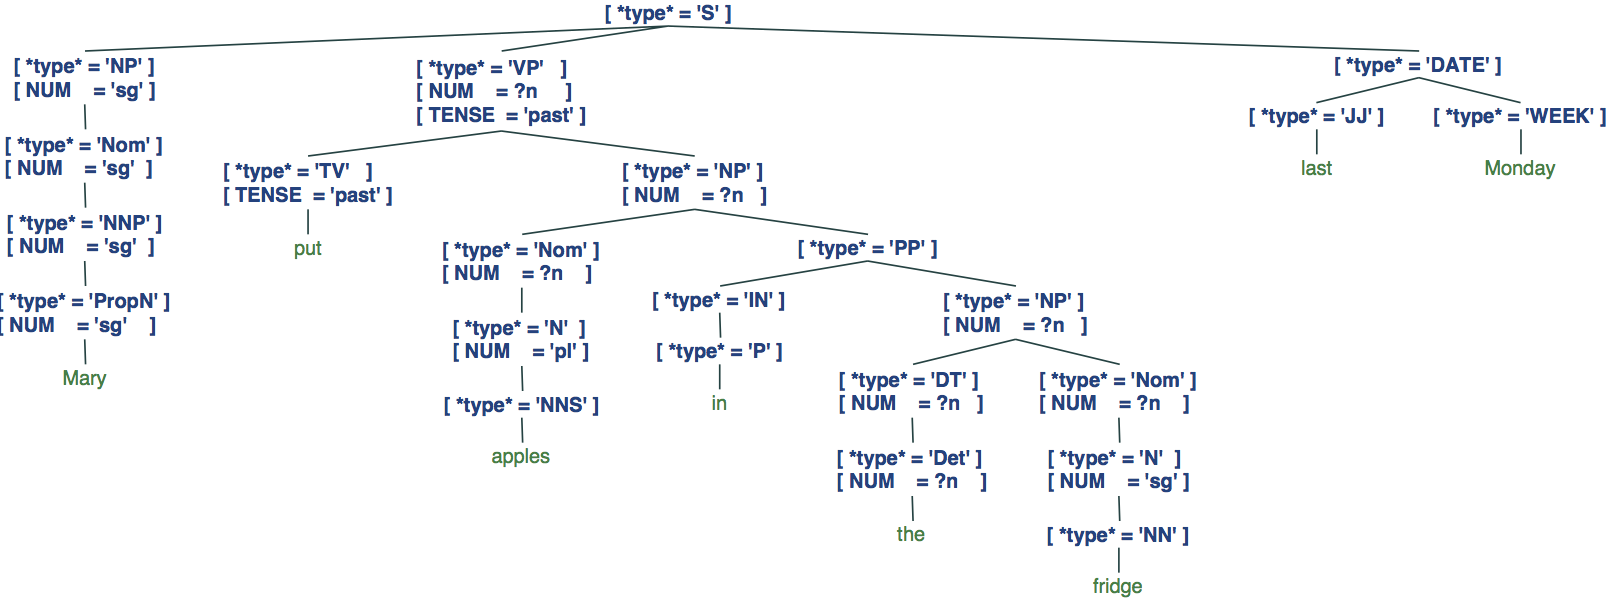 [ *type* = 'S' ]
[ *type* = 'NP' ]
[ NUM = 'sg' ]
[ *type* = 'VP' ]
[ NUM = ?n ]
[ TENSE = 'past' ]
[ *type* = 'DATE' ]
[ *type* = 'Nom' ]
[ NUM = 'sg' ]
[ *type* = 'TV' ]
[ TENSE = 'past' ]
[ *type* = 'NP' ]
[ NUM = ?n ]
[ *type* = 'JJ' ]
[ *type* = 'WEEK' ]
last
Monday
[ *type* = 'NNP' ]
[ NUM = 'sg' ]
put
[ *type* = 'Nom' ]
[ NUM = ?n ]
[ *type* = 'PP' ]
[ *type* = 'PropN' ]
[ NUM = 'sg' ]
Mary
[ *type* = 'N' ]
[ NUM = 'pl' ]
[ *type* = 'IN' ]
[ *type* = 'NP' ]
[ NUM = ?n ]
[ *type* = 'P' ]
[ *type* = 'NNS' ]
apples
in
[ *type* = 'DT' ]
[ NUM = ?n ]
[ *type* = 'Nom' ]
[ NUM = ?n ]
[ *type* = 'Det' ]
[ NUM = ?n ]
[ *type* = 'N' ]
[ NUM = 'sg' ]
the
[ *type* = 'NN' ]
fridge